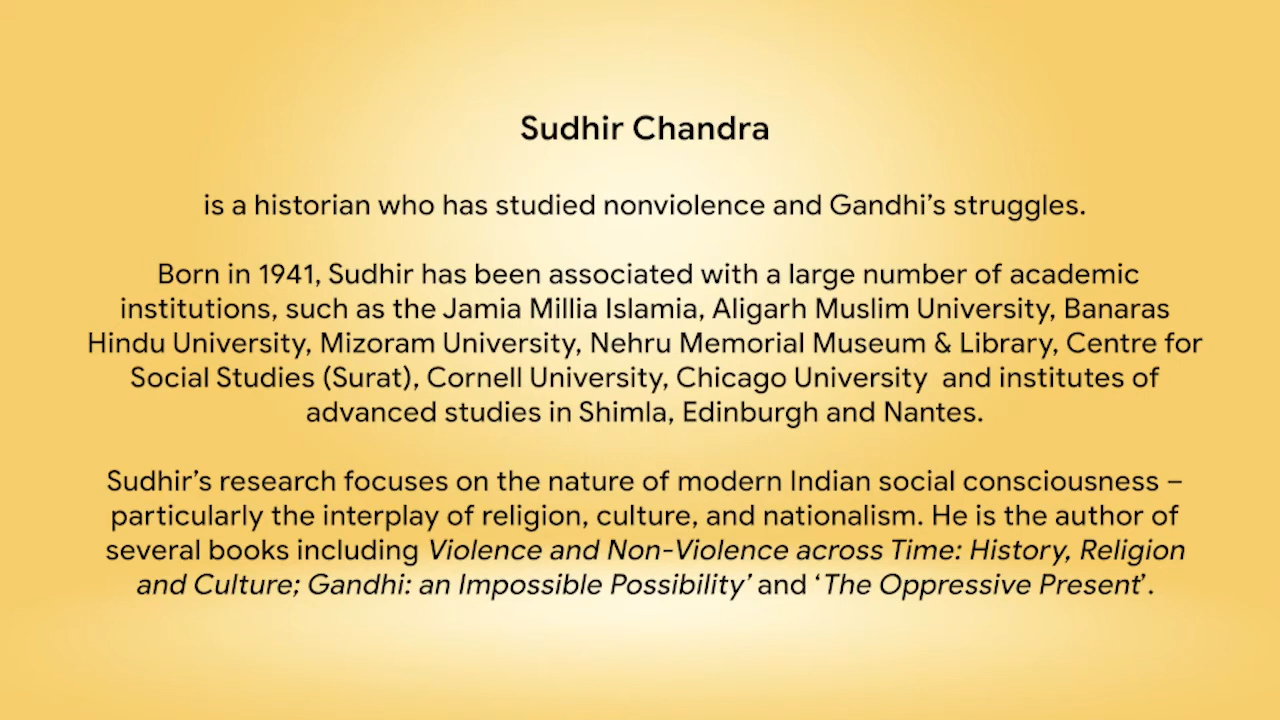 Sudhir Chandra
is a historian who has studied nonviolence and Gandhi’s struggles.
Born in 1941, Sudhir has been associated with a large number of academic
institutions, such as the Jamia Millia Islamia, Aligarh Muslim University, Banaras
Hindu University, Mizoram University, Nehru Memorial Museum & Library, Centre for
Social Studies (Surat), Cornell University, Chicago University  and institutes of
advanced studies in Shimla, Edinburgh and Nantes.
Sudhir’s research focuses on the nature of modern Indian social consciousness –
particularly the interplay of religion, culture, and nationalism. He is the author of
several books including Violence and Non-Violence across Time: History, Religion
and Culture; Gandhi: an Impossible Possibility’ and ‘The Oppressive Present’.